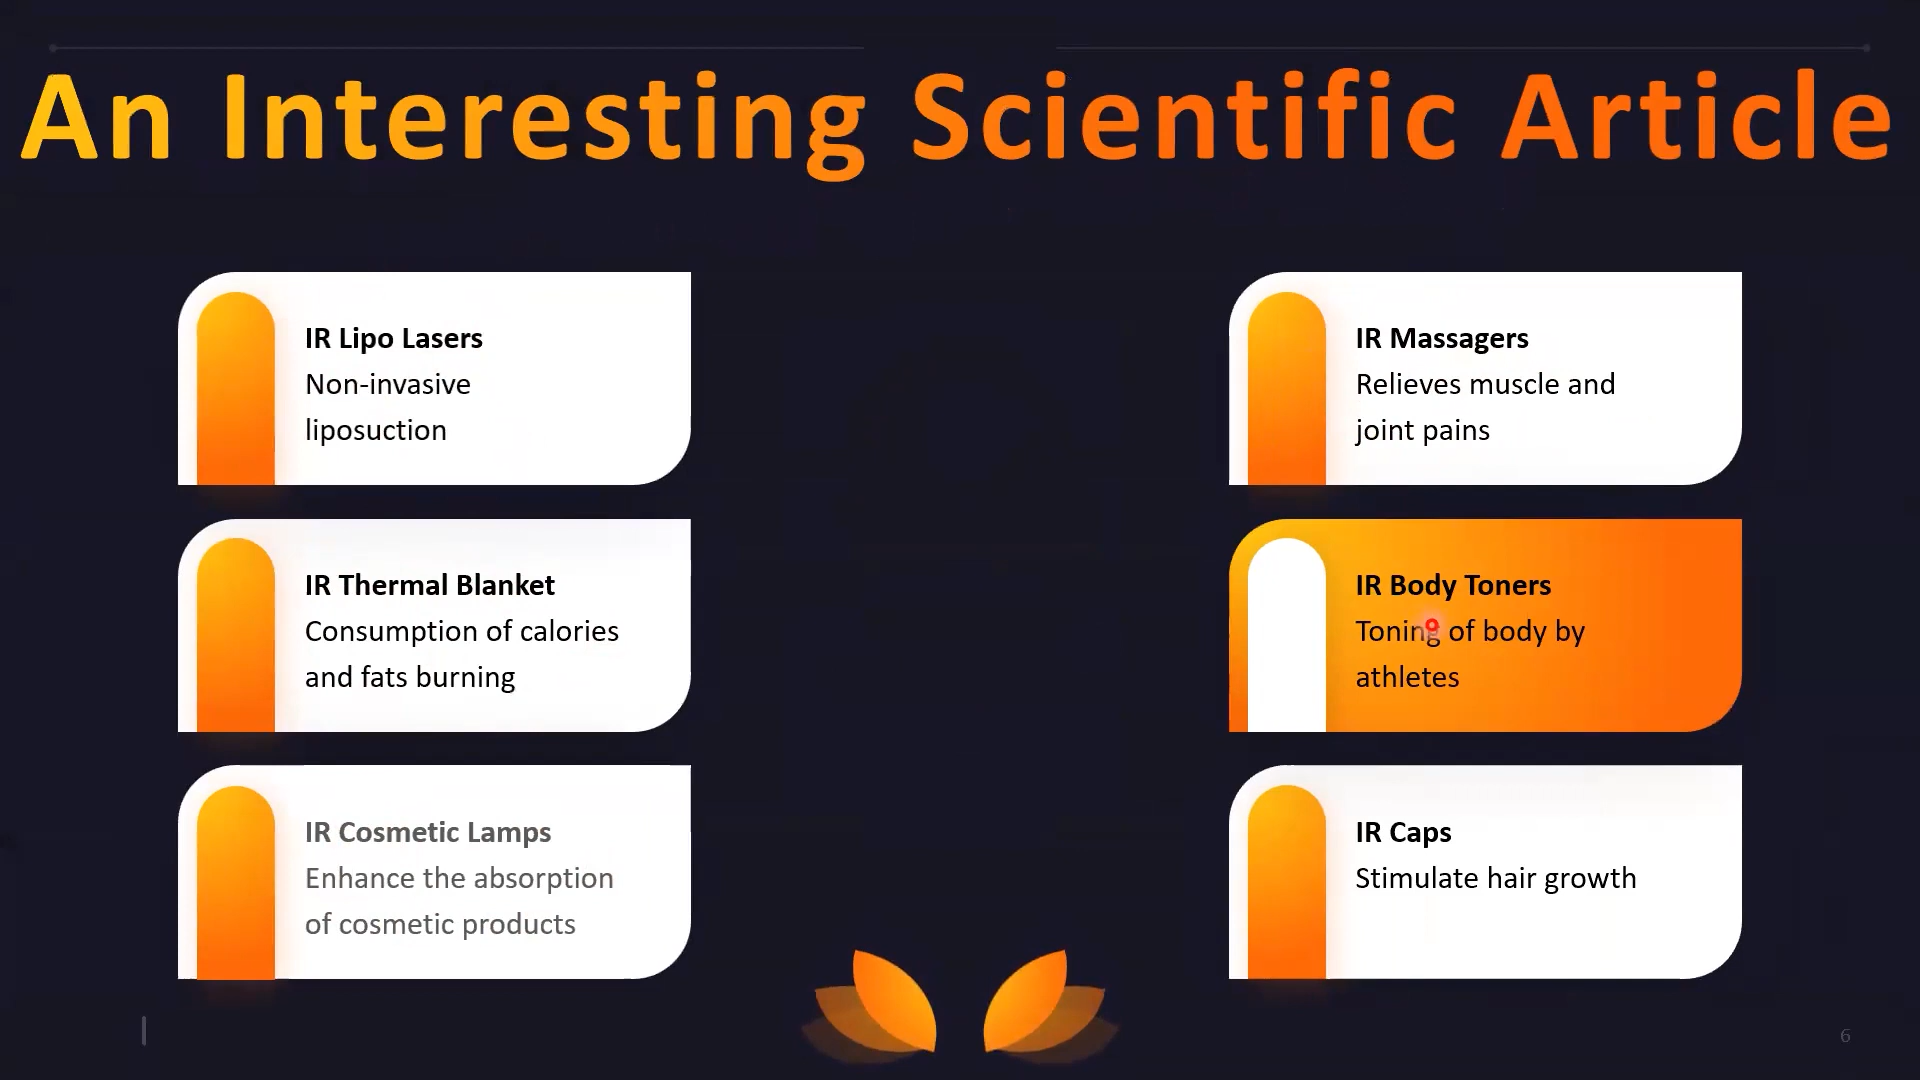 An Interesting Scientific Article
IR Lipo Lasers
Non-invasive
liposuction
IR Thermal Blanket
Consumption of calories
and fats burning
IR Cosmetic Lamps
Enhance the absorption
of cosmetic products
IR Massagers
Relieves muscle and
joint pains
IR Body Toners
Toning of body by
athletes
IR Caps
Stimulate hair growth
6